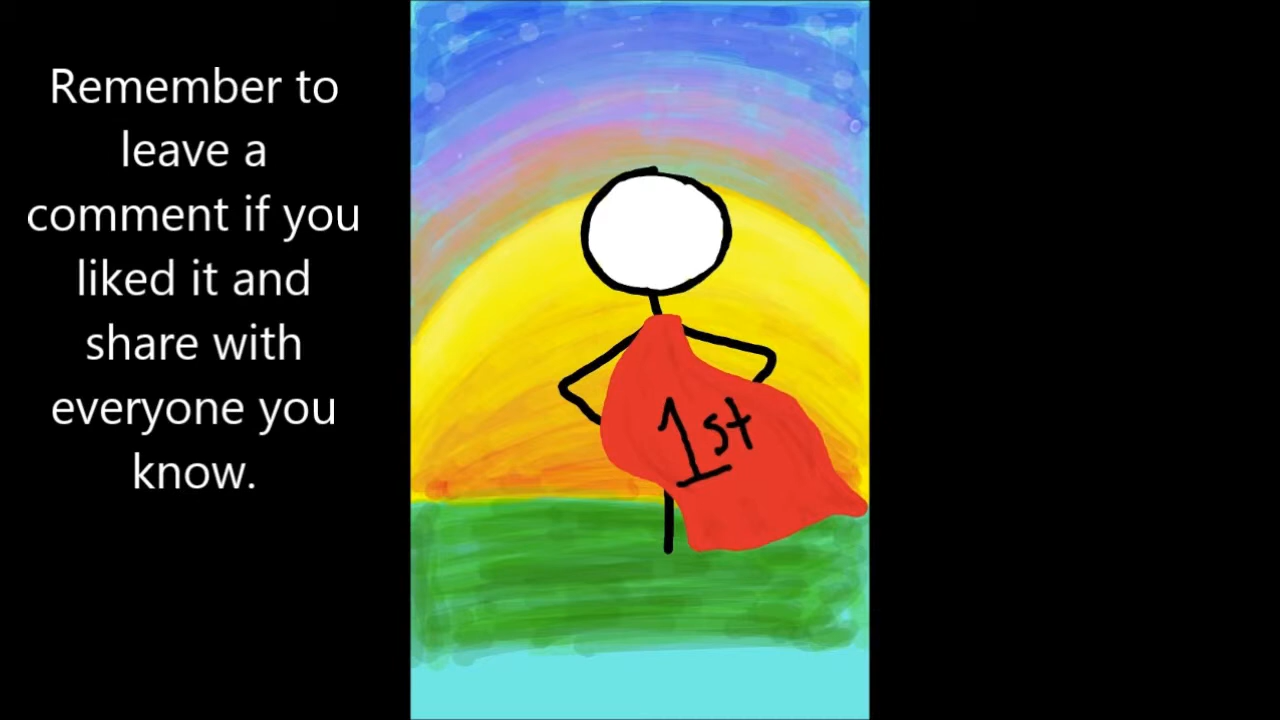 Remember to
leave a
comment if you
liked it and
share with
everyone you
know.
1st